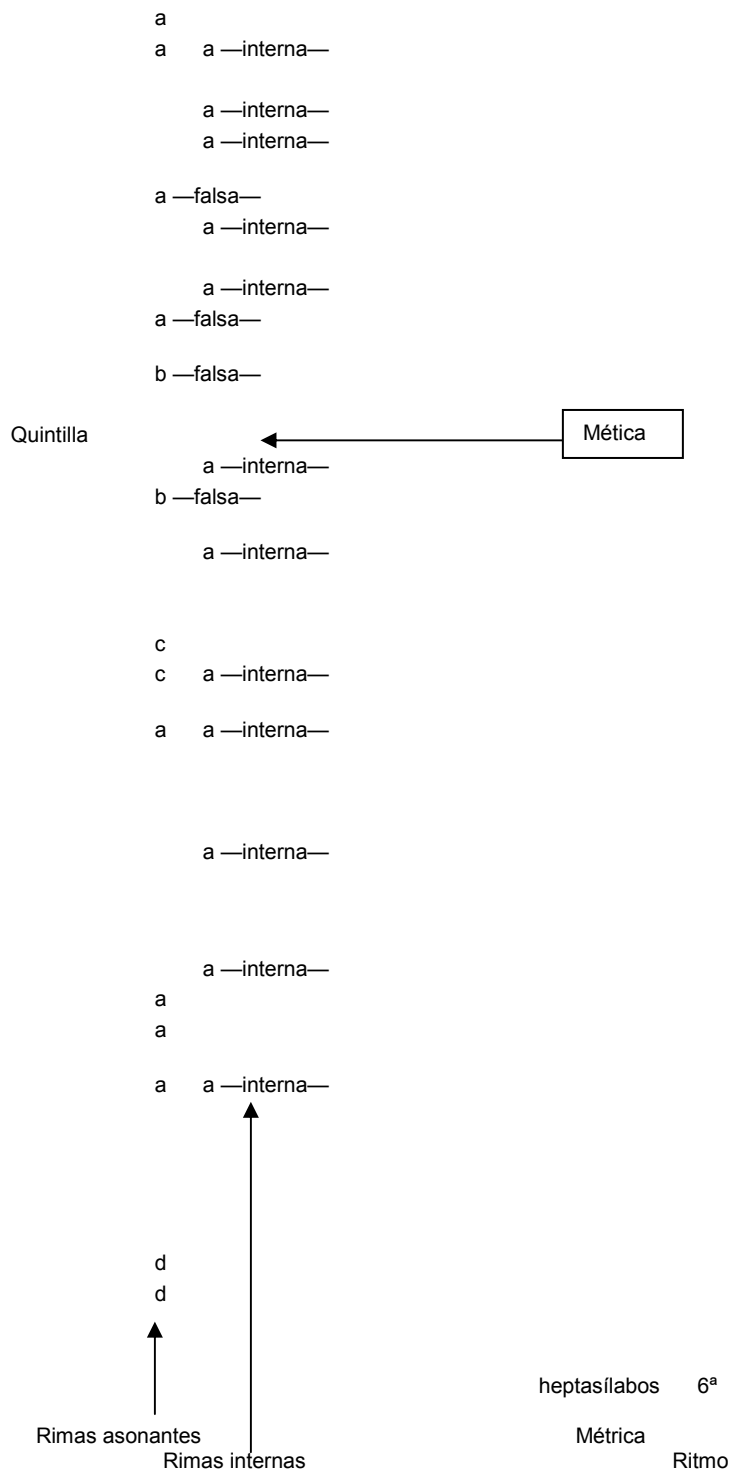 a
a a —interna—
a —interna—
a —interna—
a —falsa—
a —interna—
a —interna—
a —falsa—
b —falsa—
Quintilla Mética
a —interna—
b —falsa—
a —interna—
c
c a —interna—
a a —interna—
a —interna—
a —interna—
a
a
a a —interna—
d
d
heptasílabos 6ª
Rimas asonantes Métrica
Rimas internas Ritmo